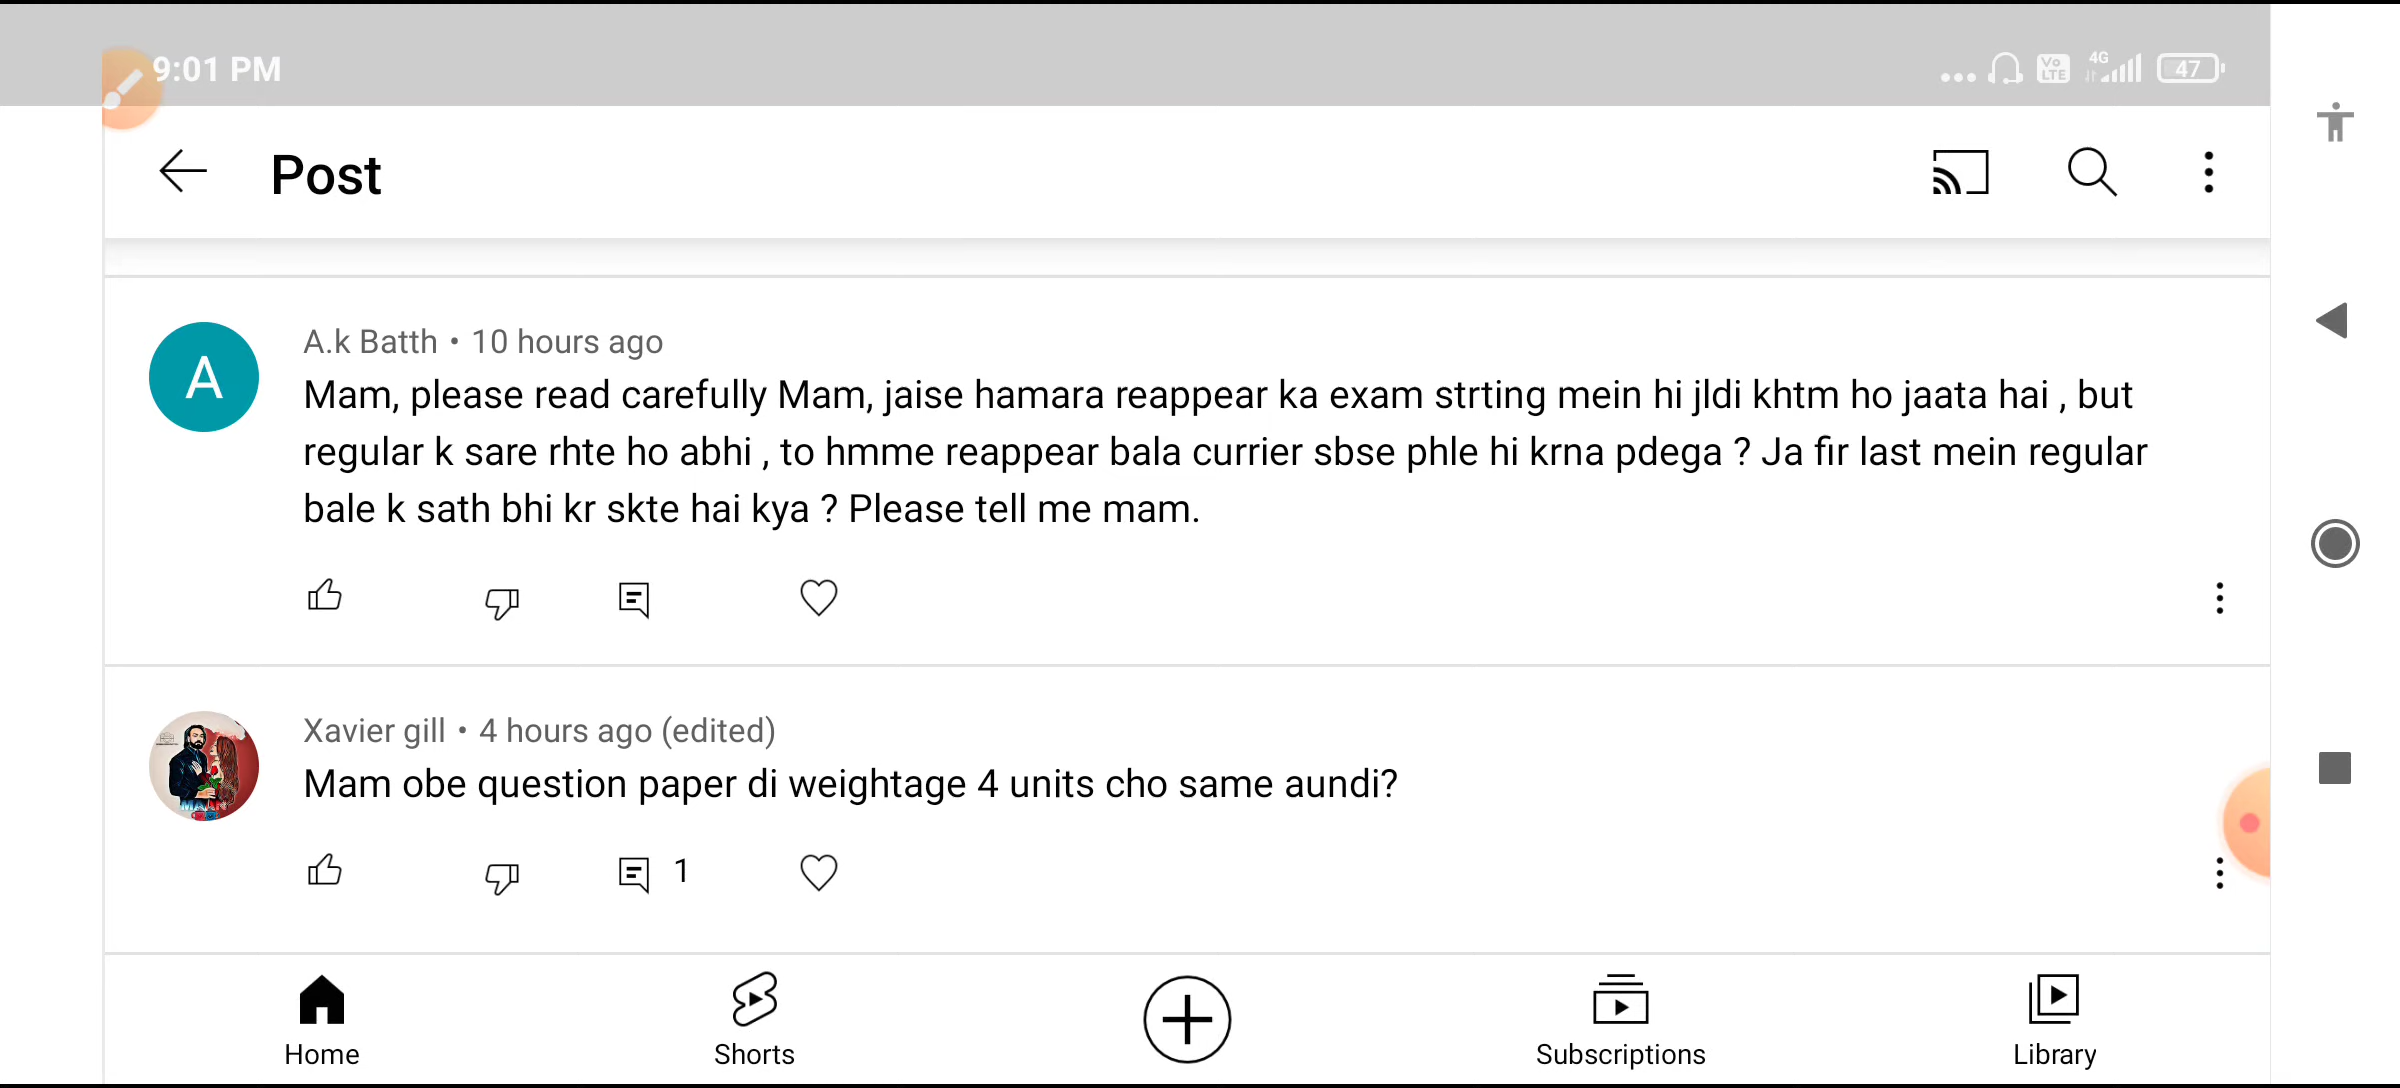 9:01 PM
4G
Vo
LTE
47
Post
A
A.k Batth • 10 hours ago
Mam, please read carefully Mam, jaise hamara reappear ka exam strting mein hi jldi khtm ho jaata hai , but
regular k sare rhte ho abhi , to hmme reappear bala currier sbse phle hi krna pdega ? Ja fir last mein regular
bale k sath bhi kr skte hai kya ? Please tell me mam.
Xavier gill • 4 hours ago (edited)
Mam obe question paper di weightage 4 units cho same aundi?
1
Home
Shorts
Subscriptions
Library